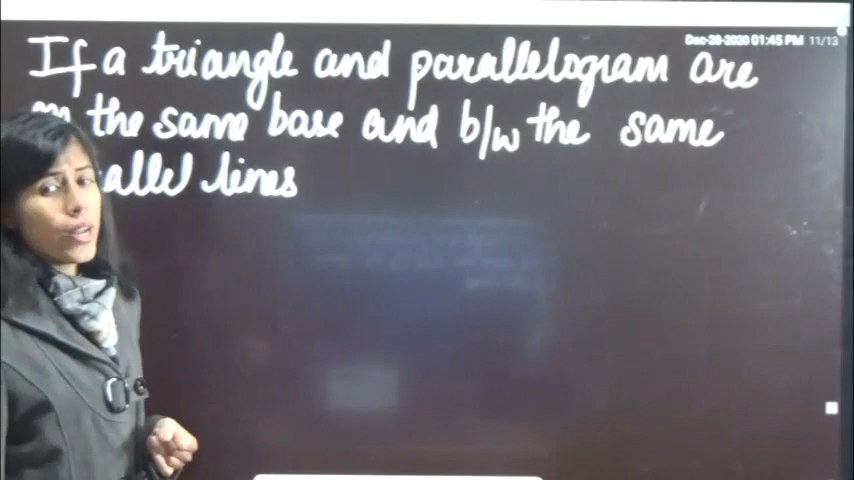 Dec-28-2020 01:45 PM 11/13
If a triangle and parallelogram are
the same base and b/w the same
lines